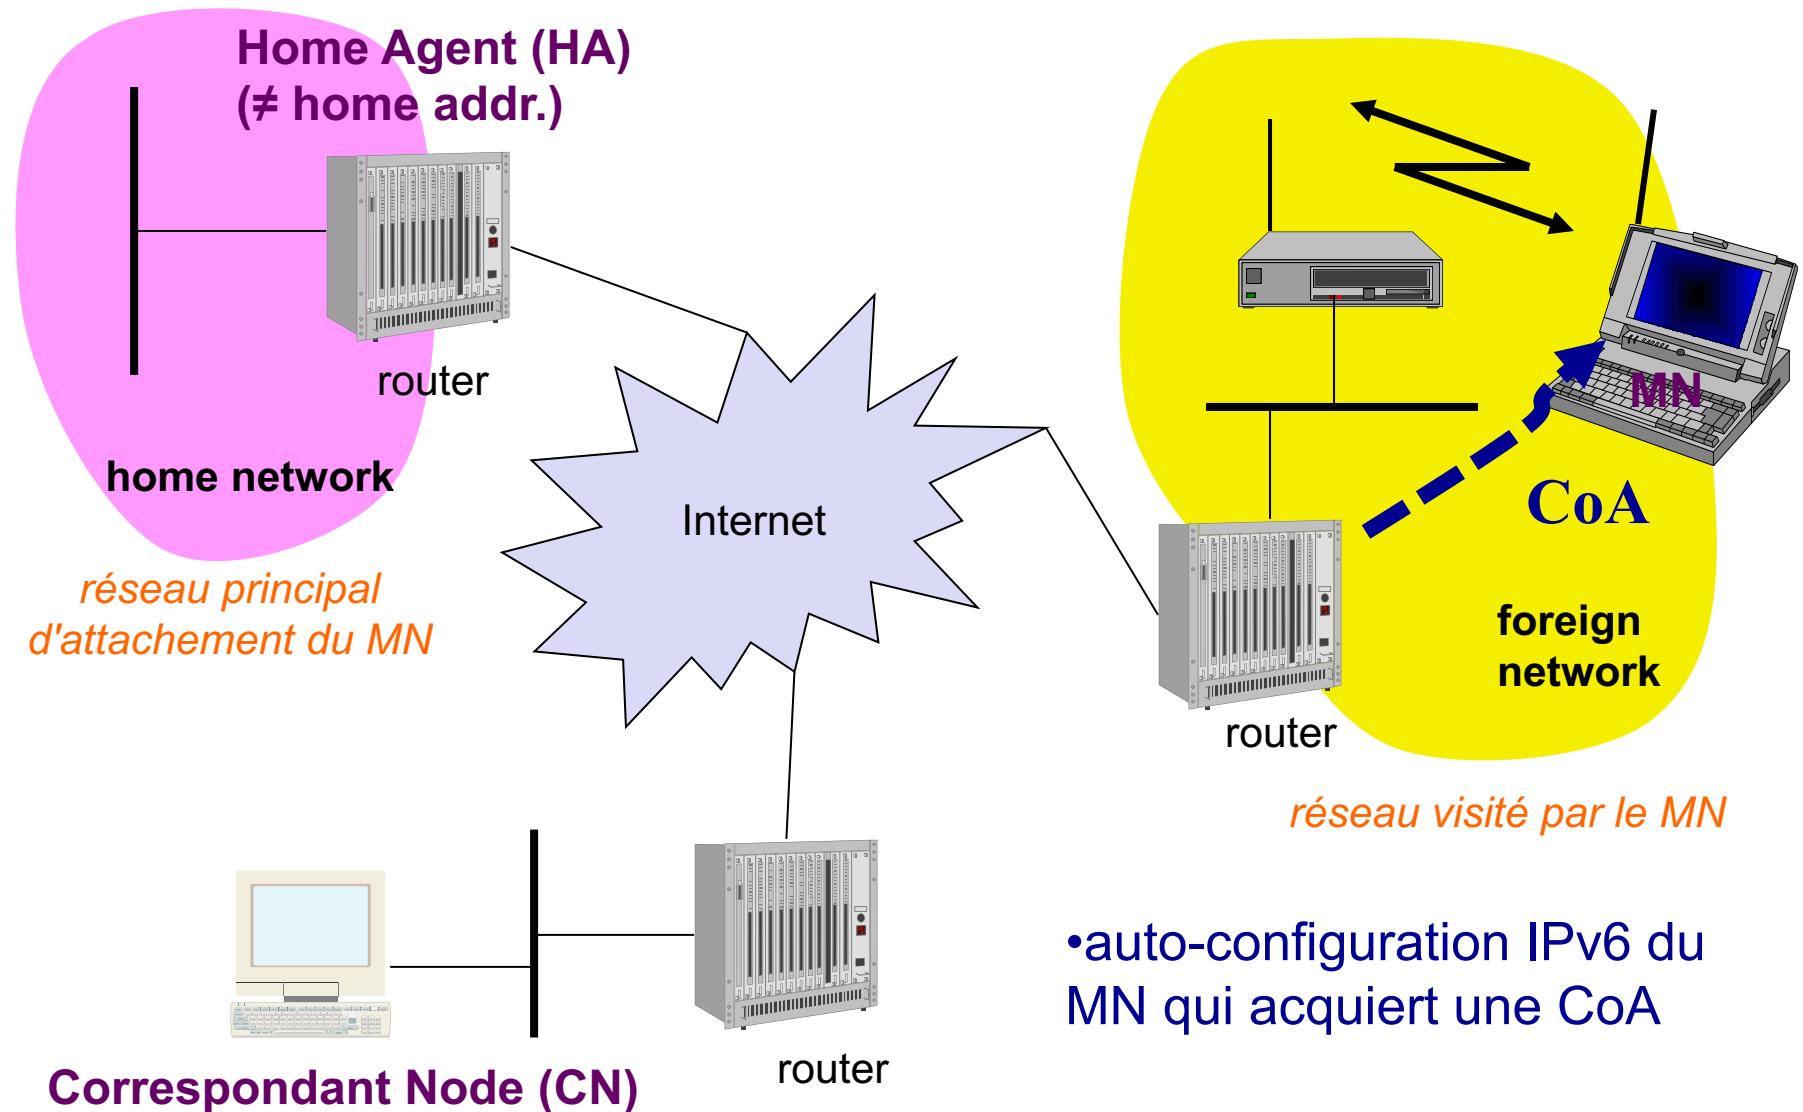 Home Agent (HA)
(≠ home addr.)
router
home network
réseau principal
d'attachement du MN
Internet
MN
CoA
foreign
network
router
réseau visité par le MN
•auto-configuration IPv6 du
MN qui acquiert une CoA
router
Correspondant Node (CN)